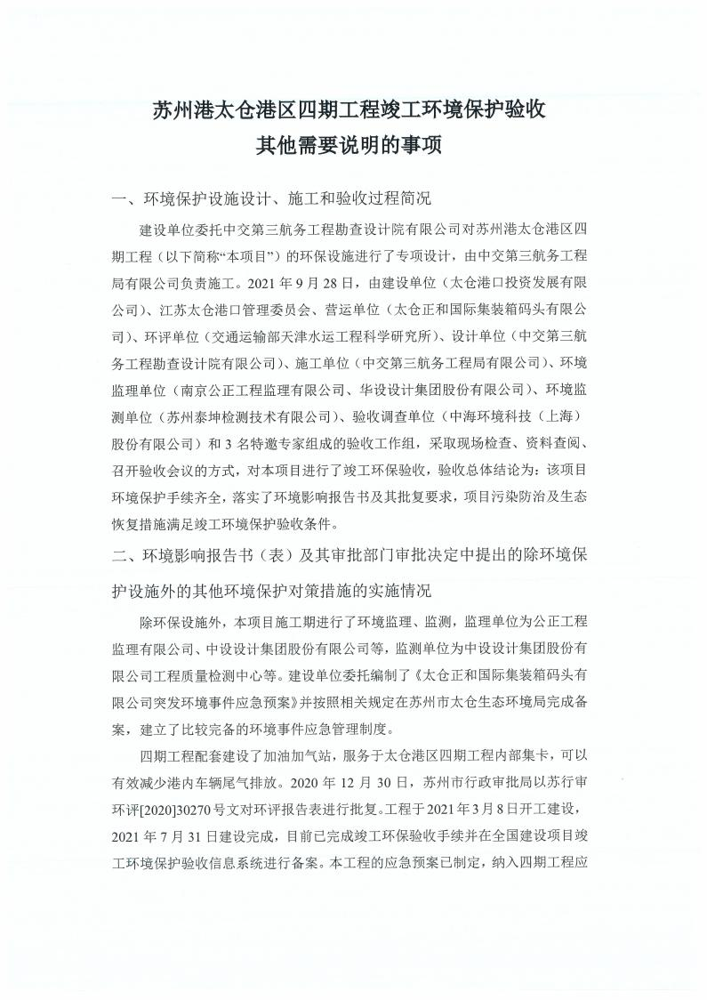 苏州港太仓港区四期工程竣工环境保护验收
其他需要说明的事项
一、环境保护设施设计、施工和验收过程简况
建设单位委托中交第三航务工程勘查设计院有限公司对苏州港太仓港区四
期工程（以下简称“本项目”）的环保设施进行了专项设计，由中交第三航务工程
局有限公司负责施工。2021 年 9 月 28 日，由建设单位（太仓港口投资发展有限
公司）、江苏太仓港口管理委员会、营运单位（太仓正和国际集装箱码头有限公
司）、环评单位（交通运输部天津水运工程科学研究所）、设计单位（中交第三航
务工程勘查设计院有限公司）、施工单位（中交第三航务工程局有限公司）、环境
监理单位（南京公正工程监理有限公司、华设设计集团股份有限公司）、环境监
测单位（苏州泰坤检测技术有限公司）、验收调查单位（中海环境科技（上海）
股份有限公司）和 3 名特邀专家组成的验收工作组，采取现场检查、资料查阅、
召开验收会议的方式，对本项目进行了竣工环保验收，验收总体结论为：该项目
环境保护手续齐全，落实了环境影响报告书及其批复要求，项目污染防治及生态
恢复措施满足竣工环境保护验收条件。
二、环境影响报告书（表）及其审批部门审批决定中提出的除环境保
护设施外的其他环境保护对策措施的实施情况
除环保设施外，本项目施工期进行了环境监理、监测，监理单位为公正工程
监理有限公司、中设设计集团股份有限公司等，监测单位为中设设计集团股份有
限公司工程质量检测中心等。建设单位委托编制了《太仓正和国际集装箱码头有
限公司突发环境事件应急预案》并按照相关规定在苏州市太仓生态环境局完成备
案，建立了比较完备的环境事件应急管理制度。
四期工程配套建设了加油加气站，服务于太仓港区四期工程内部集卡，可以
有效减少港内车辆尾气排放。2020 年 12 月 30 日，苏州市行政审批局以苏行审
环评[2020]30270 号文对环评报告表进行批复。工程于 2021 年 3 月 8 日开工建设，
2021 年 7 月 31 日建设完成，目前已完成竣工环保验收手续并在全国建设项目竣
工环境保护验收信息系统进行备案。本工程的应急预案已制定，纳入四期工程应